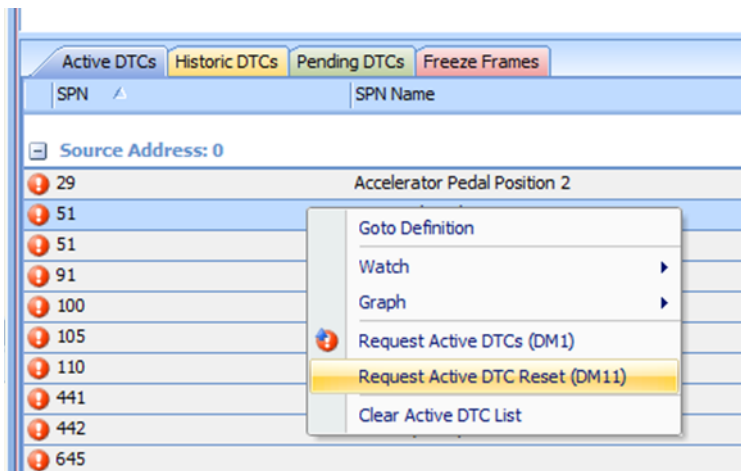 Active DTCs Historic DTCs Pending DTCs Freeze Frames
SPN SPN Name
Source Address: 0
29 Accelerator Pedal Position 2
51
Goto Definition
51
91
Watch
100
Graph
105
Request Active DTCs (DM1)
110
Request Active DTC Reset (DM11)
441
Clear Active DTC List
442
645